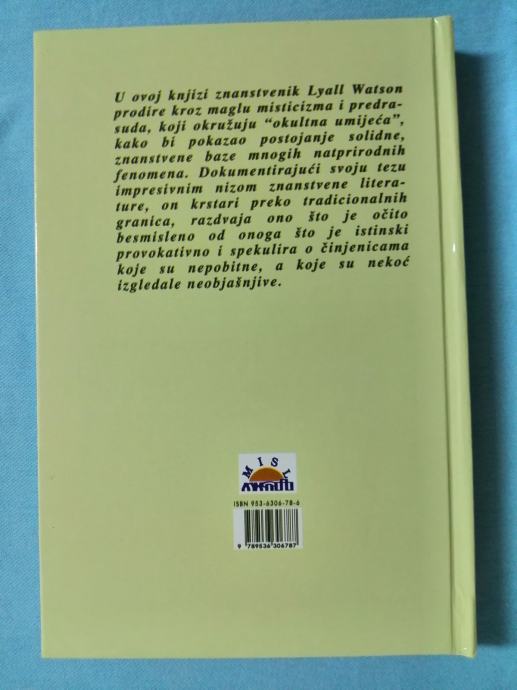 U ovoj knjizi znanstvenik Lyall Watson
prodire kroz maglu misticizma i predra-
suda, koji okružuju “okultna umijeća”,
kako bi pokazao postojanje solidne,
znanstvene baze mnogih natprirodnih
fenomena. Dokumentirajući svoju tezu
impresivnim nizom znanstvene litera-
ture, on krstari preko tradicionalnih
granica, razdvaja ono što je očito
besmisleno od onoga što je istinski
provokativno i spekulira o činjenicama
koje su nepobitne, a koje su nekoć
izgledale neobjašnjive.
MISL
ISBN 953-6306-78-6
9 789536 306787